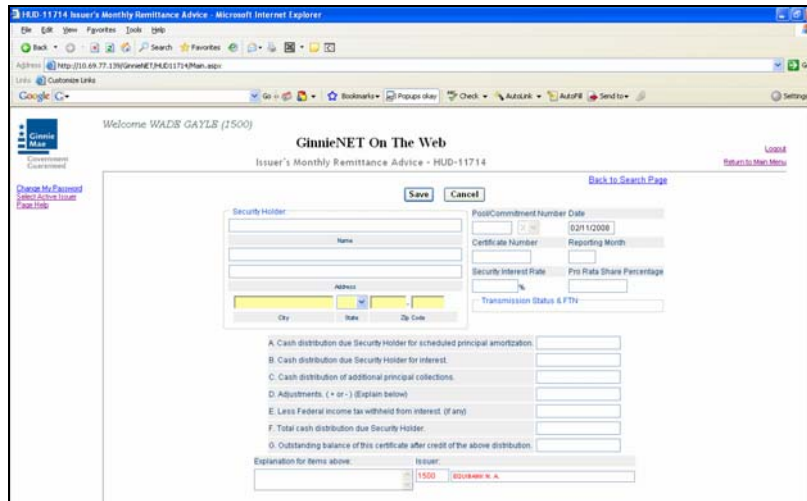 HUD-11714 Issuer's Monthly Remittance Advice - Microsoft Internet Explorer
File Edit View Favorites Tools Help
Back Search Favorites
Address http://10.69.77.139/GinnieNET/HUD11714/Main.aspx
Links Customize Links
Google G Go Bookmarks Popups okay Check AutoLink AutoFill Send to Settings
Ginnie Mae
Government Guaranteed
Welcome WADE GAYLE (1500)
GinnieNET On The Web
Issuer's Monthly Remittance Advice - HUD-11714
Logout
Return to Main Menu
Change My Password
Select Active Issuer
Page Help
Back to Search Page
Save Cancel
Security Holder
Name
Address
City State Zip Code
Pool/Commitment Number Date
X 02/11/2008
Certificate Number Reporting Month
Security Interest Rate Pro Rata Share Percentage
%
Transmission Status & FTN
A. Cash distribution due Security Holder for scheduled principal amortization.
B. Cash distribution due Security Holder for interest.
C. Cash distribution of additional principal collections.
D. Adjustments. ( + or - ) (Explain below)
E. Less Federal income tax withheld from interest. (if any)
F. Total cash distribution due Security Holder.
G. Outstanding balance of this certificate after credit of the above distribution.
Explanation for items above: Issuer:
1500 EQUIBANK N. A.